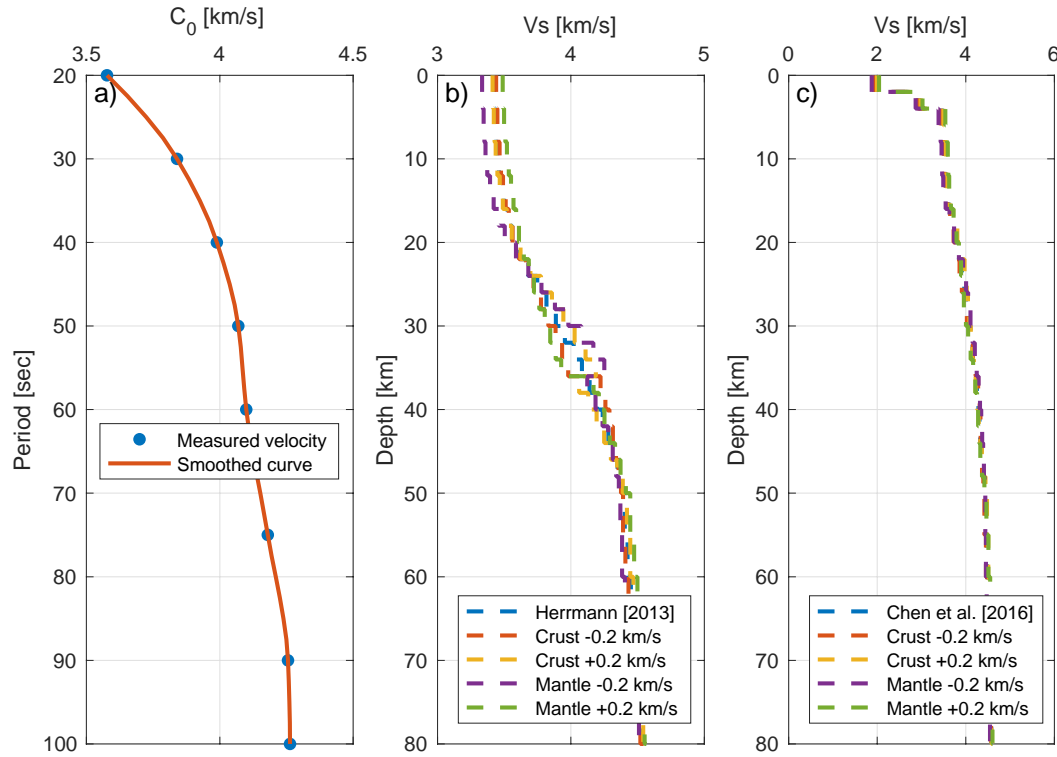 C0 [km/s]
3.5 4 4.5
a)
20
30
40
50
60
70
80
90
100
Period [sec]
Measured velocity
Smoothed curve
Vs [km/s]
3 4 5
b)
0
10
20
30
40
50
60
70
80
Depth [km]
Herrmann [2013]
Crust -0.2 km/s
Crust +0.2 km/s
Mantle -0.2 km/s
Mantle +0.2 km/s
Vs [km/s]
0 2 4 6
c)
0
10
20
30
40
50
60
70
80
Depth [km]
Chen et al. [2016]
Crust -0.2 km/s
Crust +0.2 km/s
Mantle -0.2 km/s
Mantle +0.2 km/s